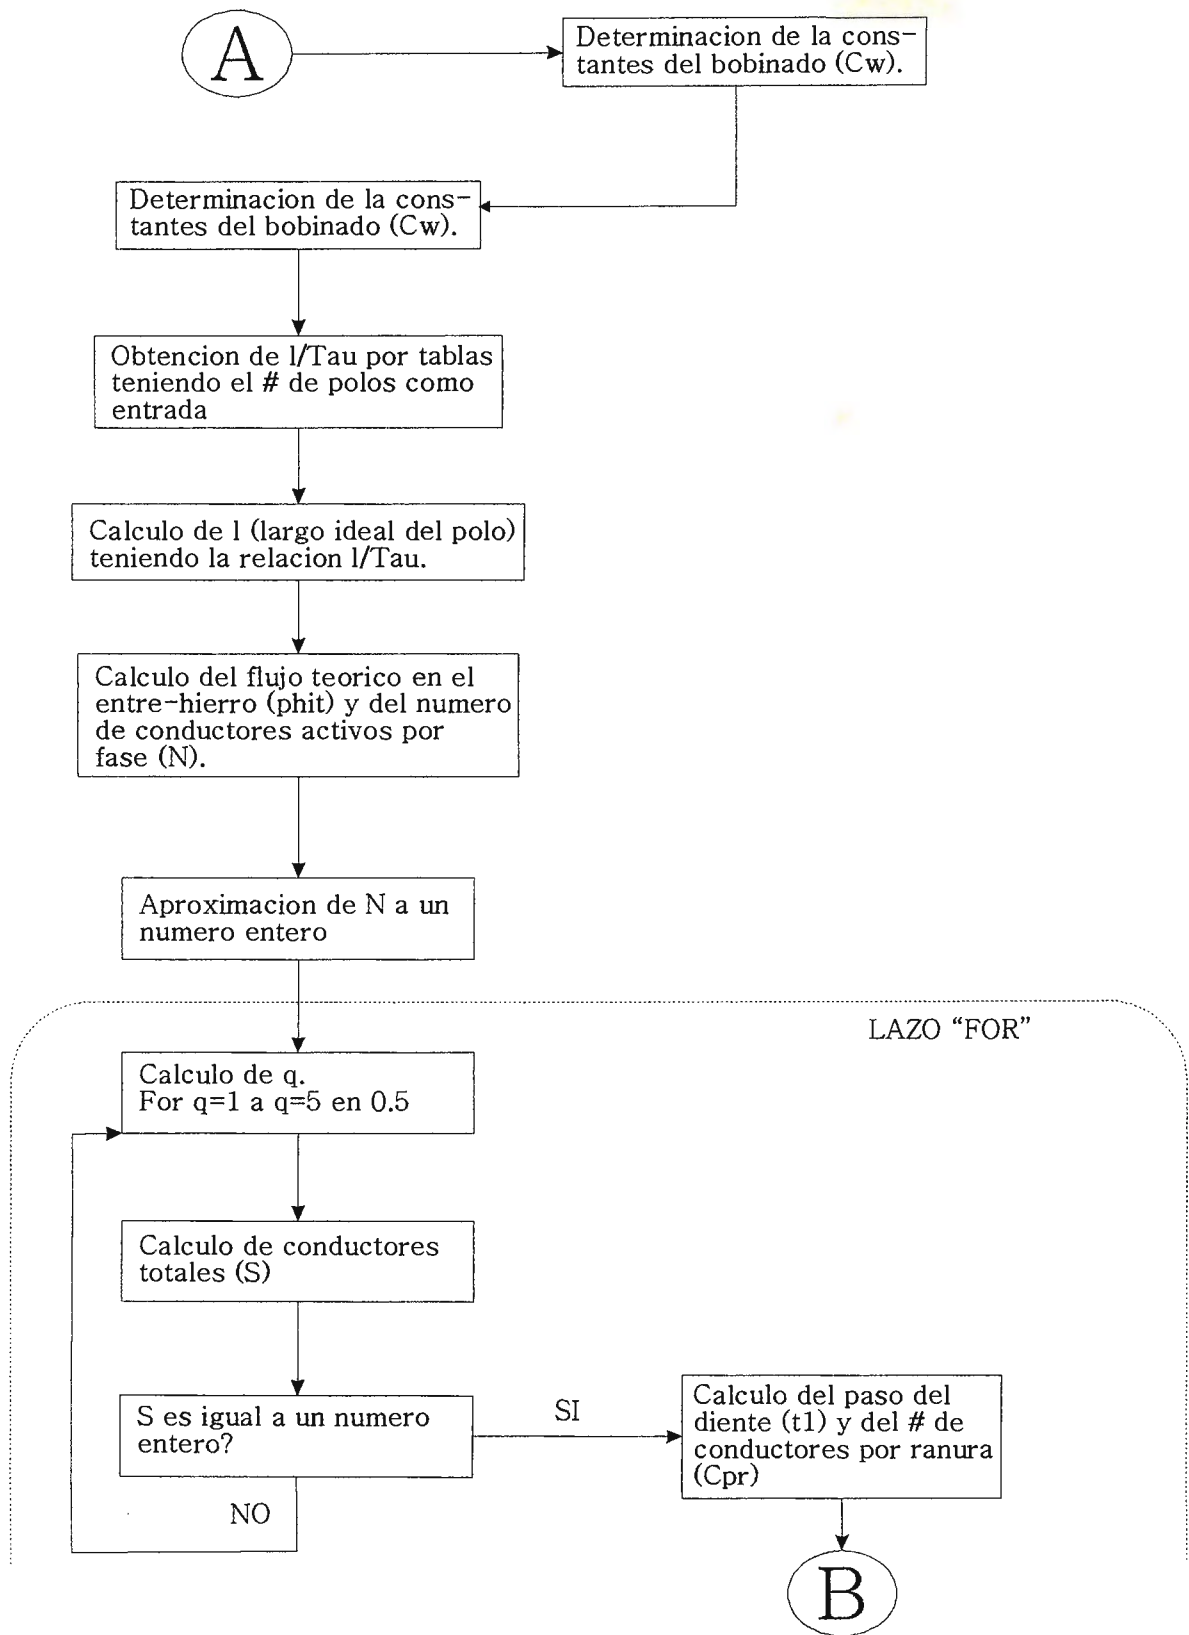 A
Determinacion de la cons-
tantes del bobinado (Cw).
Determinacion de la cons-
tantes del bobinado (Cw).
Obtencion de l/Tau por tablas
teniendo el # de polos como
entrada
Calculo de l (largo ideal del polo)
teniendo la relacion l/Tau.
Calculo del flujo teorico en el
entre-hierro (phit) y del numero
de conductores activos por
fase (N).
Aproximacion de N a un
numero entero
LAZO “FOR”
Calculo de q.
For q=1 a q=5 en 0.5
Calculo de conductores
totales (S)
S es igual a un numero
entero?
SI
Calculo del paso del
diente (t1) y del # de
conductores por ranura
(Cpr)
NO
B